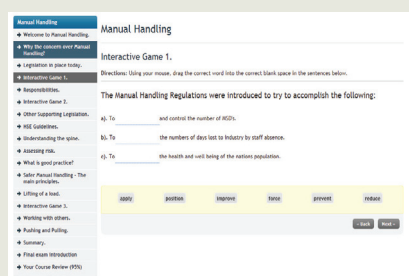 Manual Handling
Welcome to Manual Handling.
Why the concern over Manual
Handling?
Legislation in place today.
Interactive Game 1.
Responsibilities.
Interactive Game 2.
Other Supporting Legislation.
HSE Guidelines.
Understanding the spine.
Assessing risk.
What is good practice?
Safer Manual Handling - The
main principles.
Lifting of a load.
Interactive Game 3.
Working with others.
Pushing and Pulling.
Summary.
Final exam introduction
Your Course Review (95%)
Manual Handling
Interactive Game 1.
Directions: Using your mouse, drag the correct word into the correct blank space in the sentences below.
The Manual Handling Regulations were introduced to try to accomplish the following:
a). To and control the number of MSD's.
b). To the numbers of days lost to industry by staff absence.
c). To the health and well being of the nations population.
apply position improve force prevent reduce
‹ Back Next ›